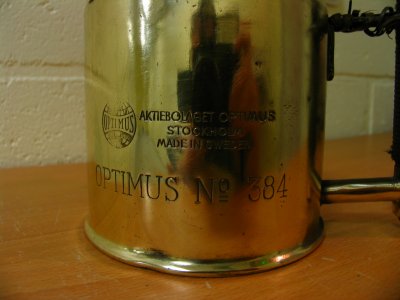 OPTIMUS
AKTIEBOLAGET OPTIMUS
STOCKHOLM
MADE IN SWEDEN
OPTIMUS Nº 384